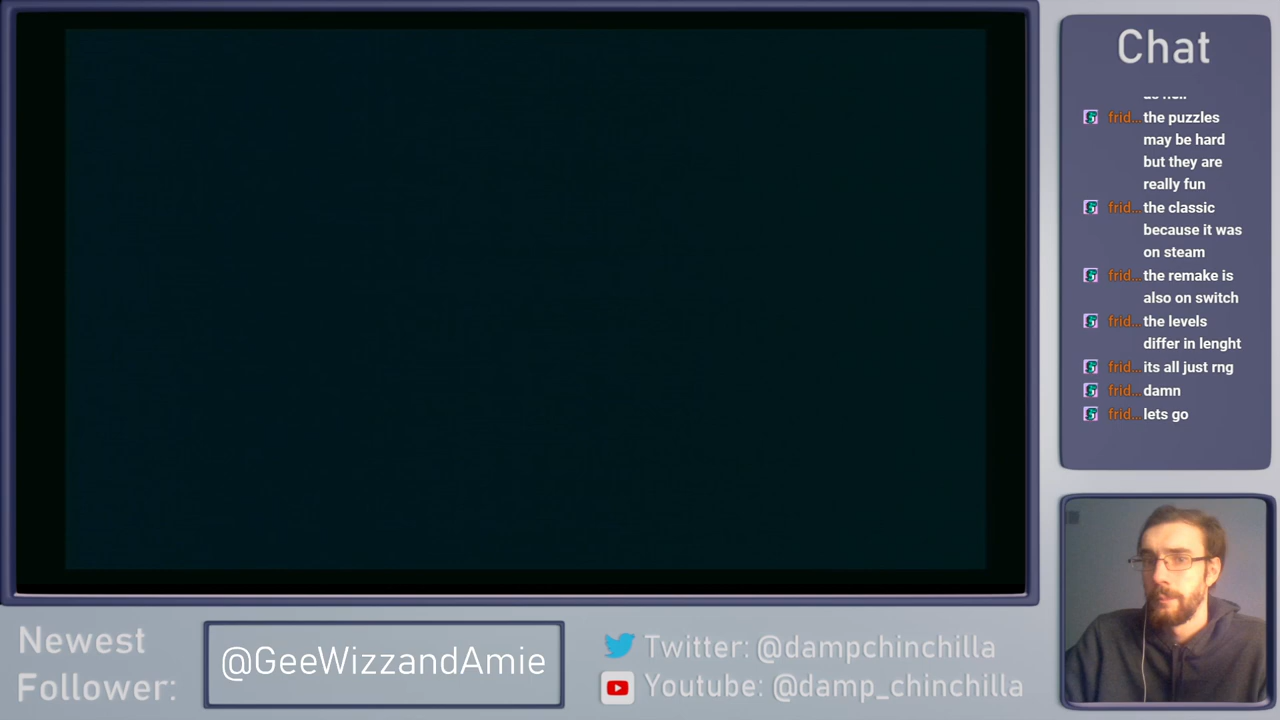 Chat
frid... the puzzles
may be hard
but they are
really fun
frid... the classic
because it was
on steam
frid... the remake is
also on switch
frid... the levels
differ in lenght
frid... its all just rng
frid... damn
frid... lets go
Newest
Follower:
@GeeWizzandAmie
Twitter: @dampchinchilla
Youtube: @damp_chinchilla